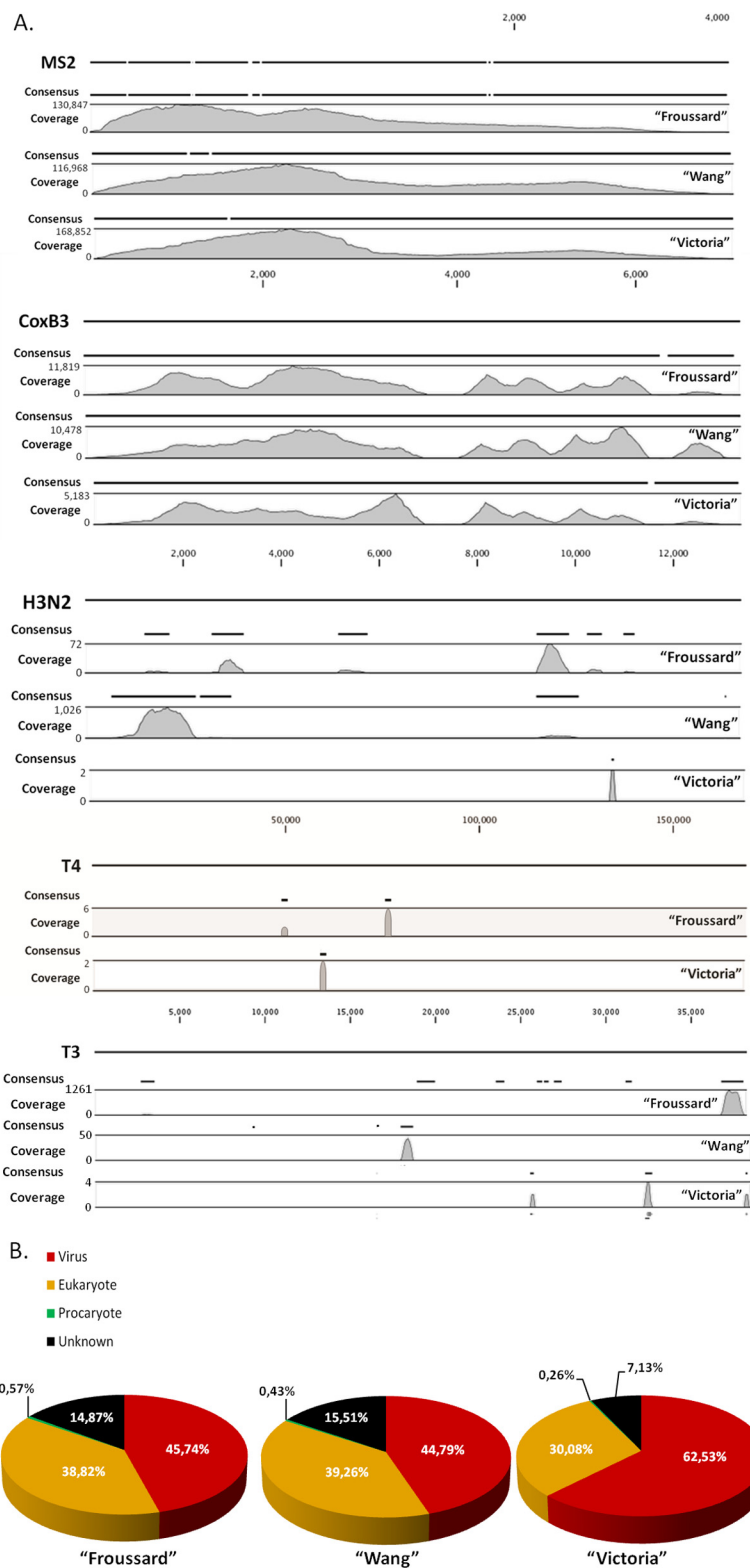 A.
2,000 4,000
MS2
Consensus
130,847
Coverage
0
“Froussard”
Consensus
116,968
Coverage
0
“Wang”
Consensus
168,852
Coverage
0
“Victoria”
2,000 4,000 6,000
CoxB3
Consensus
11,819
Coverage
0
“Froussard”
Consensus
10,478
Coverage
0
“Wang”
Consensus
5,183
Coverage
0
“Victoria”
2,000 4,000 6,000 8,000 10,000 12,000
H3N2
Consensus
72
Coverage
0
“Froussard”
Consensus
1,026
Coverage
0
“Wang”
Consensus
2
Coverage
0
“Victoria”
50,000 100,000 150,000
T4
Consensus
6
Coverage
0
“Froussard”
Consensus
2
Coverage
0
“Victoria”
5,000 10,000 15,000 20,000 25,000 30,000 35,000
T3
Consensus
1261
Coverage
0
“Froussard”
Consensus
50
Coverage
0
“Wang”
Consensus
4
Coverage
0
“Victoria”
B.
Virus
Eukaryote
Procaryote
Unknown
0,57%
14,87%
45,74%
38,82%
“Froussard”
0,43%
15,51%
44,79%
39,26%
“Wang”
0,26%
7,13%
30,08%
62,53%
“Victoria”